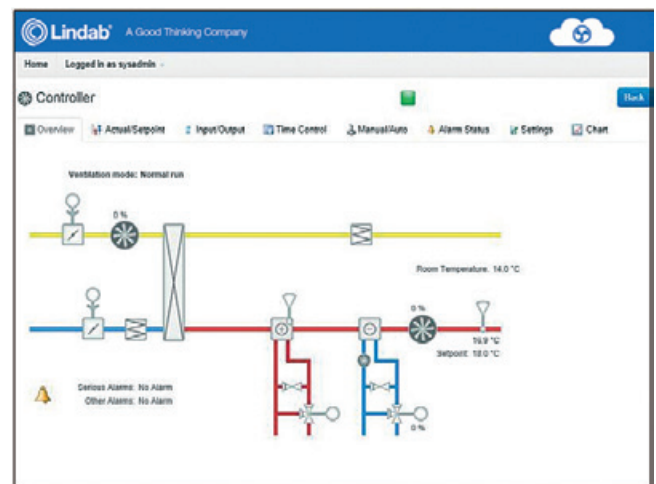 Lindab® A Good Thinking Company
Home Logged in as sysadmin
Controller Back
Overview Actual/Setpoint Input/Output Time Control Manual/Auto Alarm Status Settings Chart
Ventilation mode: Normal run
0 %
Room Temperature: 14.0 °C
0 %
Setpoint: 18.0 °C
Serious Alarms: No Alarm
Other Alarms: No Alarm
0 %